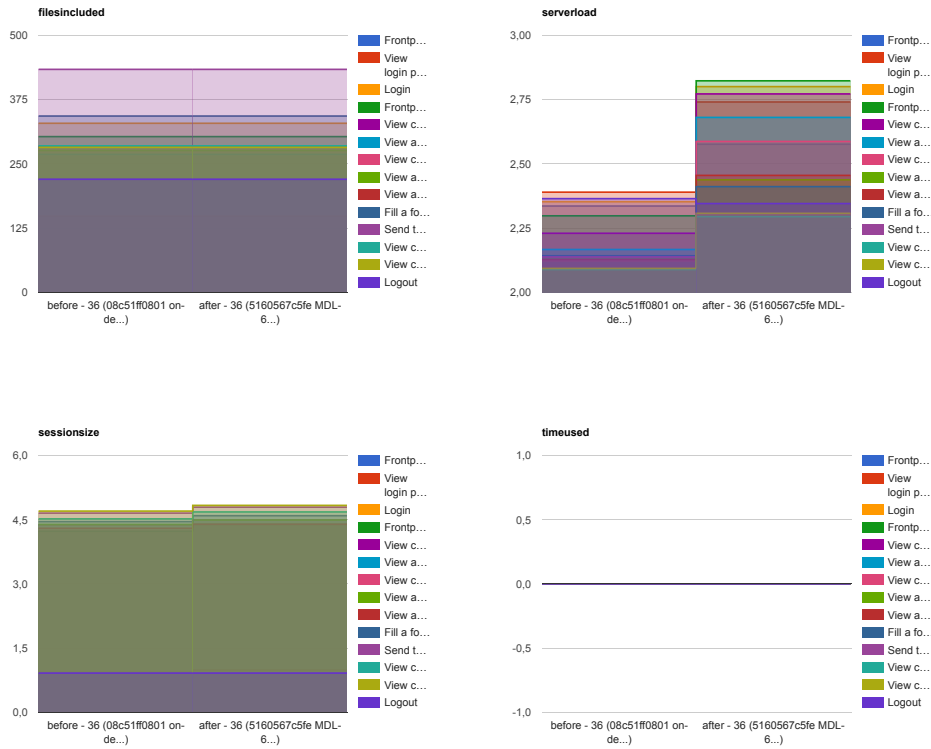 filesincluded
500
375
250
125
0
before - 36 (08c51ff0801 on-
de...)
after - 36 (5160567c5fe MDL-
6...)
Frontp…
View
login p…
Login
Frontp…
View c…
View a…
View c…
View a…
View a…
Fill a fo…
Send t…
View c…
View c…
Logout
serverload
3,00
2,75
2,50
2,25
2,00
before - 36 (08c51ff0801 on-
de...)
after - 36 (5160567c5fe MDL-
6...)
Frontp…
View
login p…
Login
Frontp…
View c…
View a…
View c…
View a…
View a…
Fill a fo…
Send t…
View c…
View c…
Logout
sessionsize
6,0
4,5
3,0
1,5
0,0
before - 36 (08c51ff0801 on-
de...)
after - 36 (5160567c5fe MDL-
6...)
Frontp…
View
login p…
Login
Frontp…
View c…
View a…
View c…
View a…
View a…
Fill a fo…
Send t…
View c…
View c…
Logout
timeused
1,0
0,5
0,0
-0,5
-1,0
before - 36 (08c51ff0801 on-
de...)
after - 36 (5160567c5fe MDL-
6...)
Frontp…
View
login p…
Login
Frontp…
View c…
View a…
View c…
View a…
View a…
Fill a fo…
Send t…
View c…
View c…
Logout